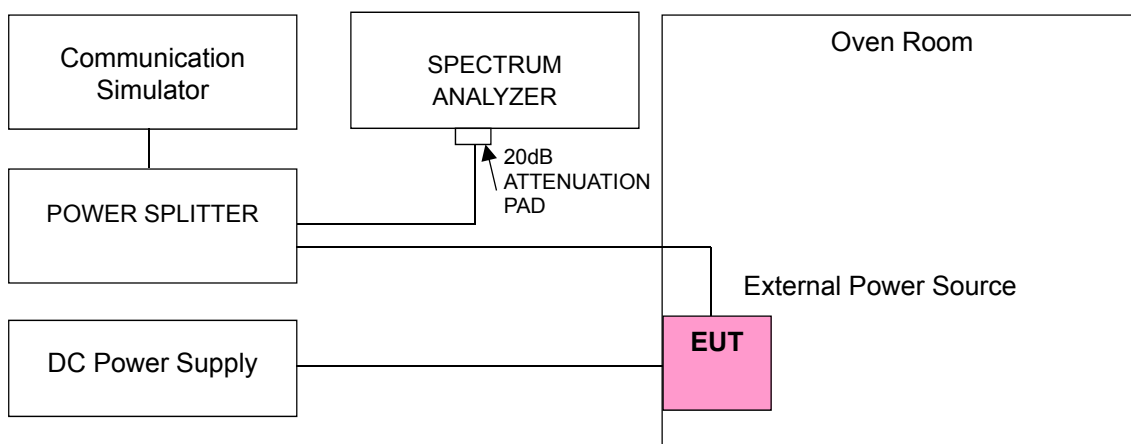 Communication
Simulator
SPECTRUM
ANALYZER
Oven Room
20dB
ATTENUATION
PAD
POWER SPLITTER
External Power Source
EUT
DC Power Supply